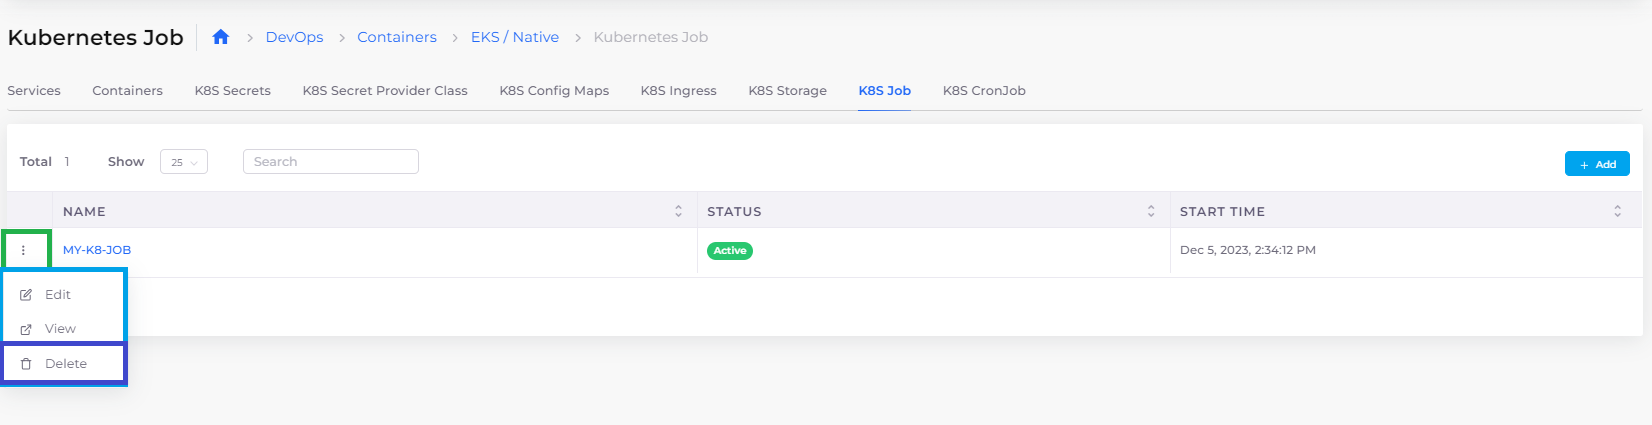 Kubernetes Job DevOps Containers EKS / Native Kubernetes Job
Services Containers K8S Secrets K8S Secret Provider Class K8S Config Maps K8S Ingress K8S Storage K8S Job K8S CronJob
Total 1 Show 25 Search + Add
NAME STATUS START TIME
MY-K8-JOB Active Dec 5, 2023, 2:34:12 PM
Edit
View
Delete